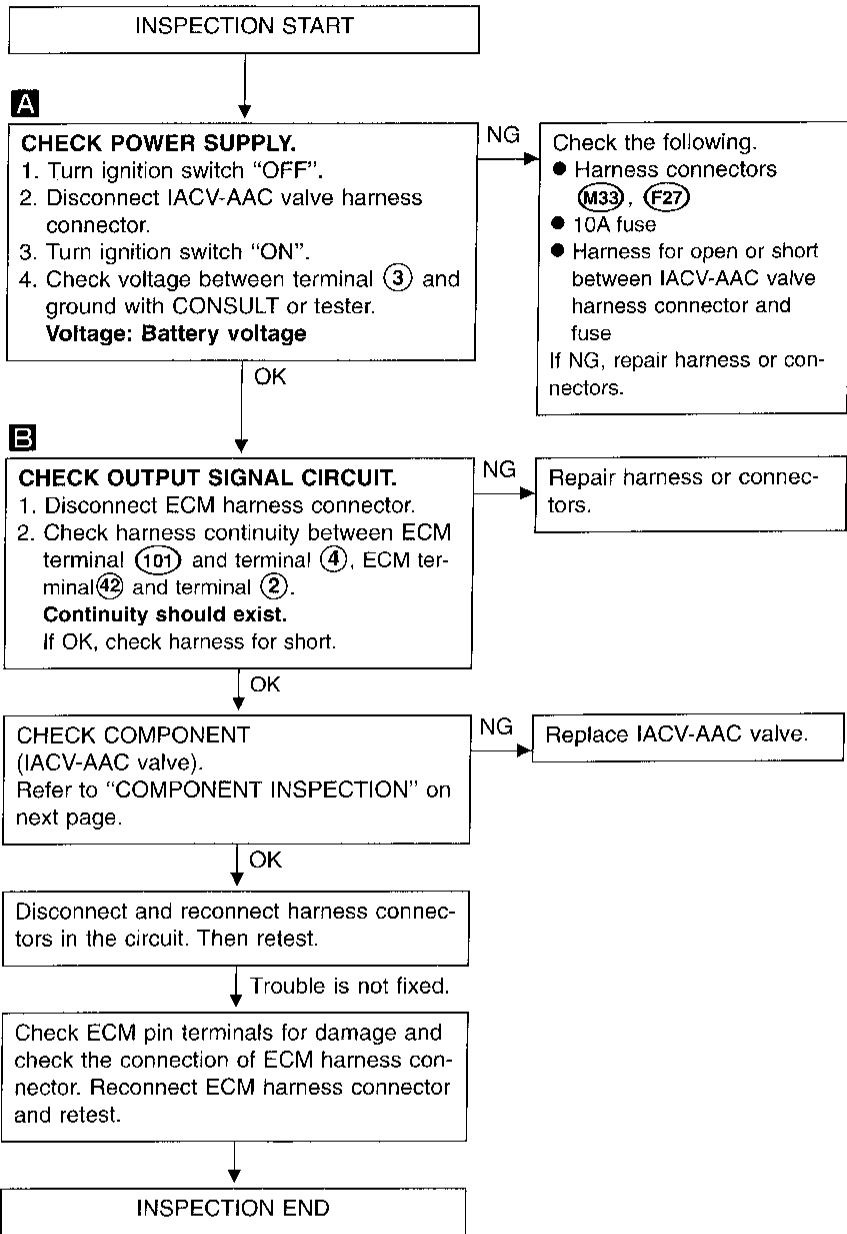 INSPECTION START
A
CHECK POWER SUPPLY.
1. Turn ignition switch “OFF”.
2. Disconnect IACV-AAC valve harness
connector.
3. Turn ignition switch “ON”.
4. Check voltage between terminal 3 and
ground with CONSULT or tester.
Voltage: Battery voltage
NG
Check the following.
● Harness connectors
M33, F27
● 10A fuse
● Harness for open or short
between IACV-AAC valve
harness connector and
fuse
If NG, repair harness or con-
nectors.
OK
B
CHECK OUTPUT SIGNAL CIRCUIT.
1. Disconnect ECM harness connector.
2. Check harness continuity between ECM
terminal 101 and terminal 4, ECM ter-
minal 42 and terminal 2.
Continuity should exist.
If OK, check harness for short.
NG
Repair harness or connec-
tors.
OK
CHECK COMPONENT
(IACV-AAC valve).
Refer to “COMPONENT INSPECTION” on
next page.
NG
Replace IACV-AAC valve.
OK
Disconnect and reconnect harness connec-
tors in the circuit. Then retest.
Trouble is not fixed.
Check ECM pin terminals for damage and
check the connection of ECM harness con-
nector. Reconnect ECM harness connector
and retest.
INSPECTION END